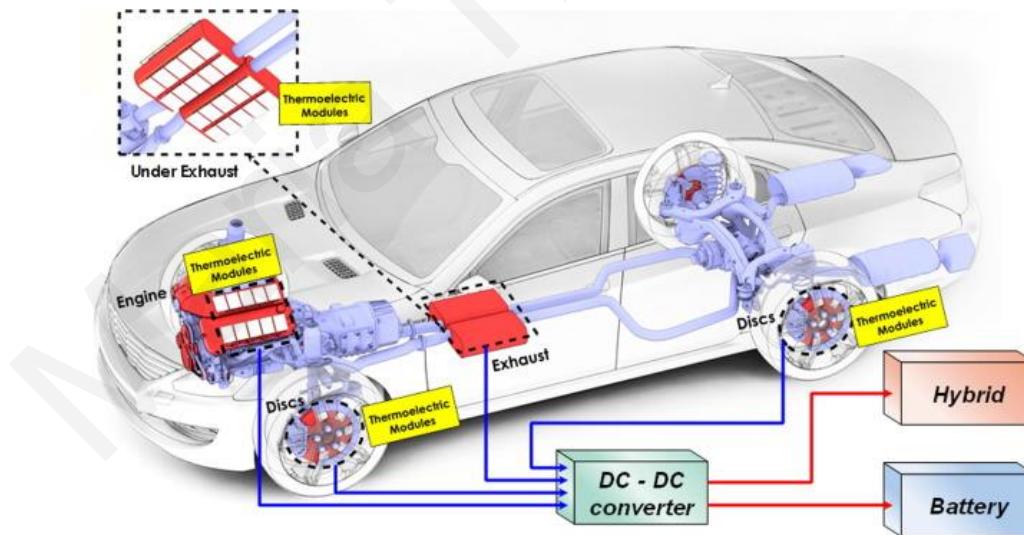 Thermoelectric
Modules
Under Exhaust
Thermoelectric
Modules
Engine
Exhaust
Discs
Thermoelectric
Modules
Discs
Thermoelectric
Modules
Hybrid
DC - DC
converter
Battery